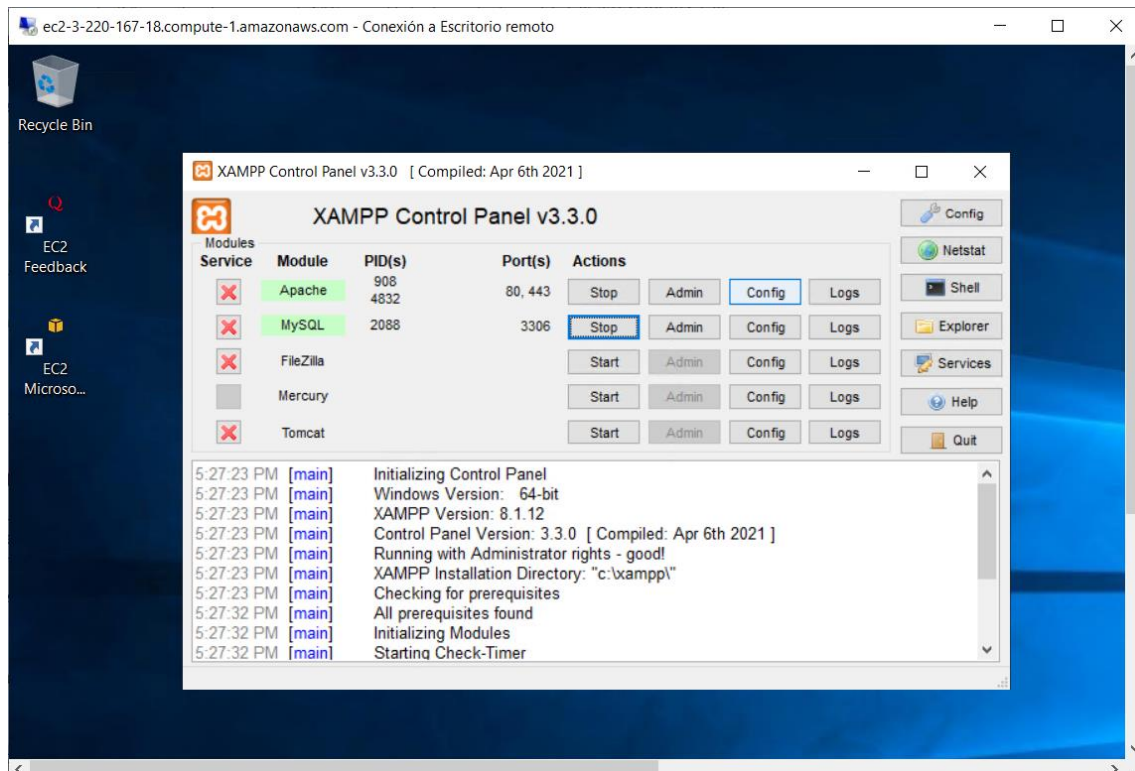 ec2-3-220-167-18.compute-1.amazonaws.com - Conexión a Escritorio remoto
Recycle Bin
EC2
Feedback
EC2
Microso...
XAMPP Control Panel v3.3.0 [ Compiled: Apr 6th 2021 ]
XAMPP Control Panel v3.3.0
Modules
Service Module PID(s) Port(s) Actions
Apache 908 4832 80, 443 Stop Admin Config Logs
MySQL 2088 3306 Stop Admin Config Logs
FileZilla Start Admin Config Logs
Mercury Start Admin Config Logs
Tomcat Start Admin Config Logs
Config
Netstat
Shell
Explorer
Services
Help
Quit
5:27:23 PM [main] Initializing Control Panel
5:27:23 PM [main] Windows Version: 64-bit
5:27:23 PM [main] XAMPP Version: 8.1.12
5:27:23 PM [main] Control Panel Version: 3.3.0 [ Compiled: Apr 6th 2021 ]
5:27:23 PM [main] Running with Administrator rights - good!
5:27:23 PM [main] XAMPP Installation Directory: "c:\xampp\"
5:27:23 PM [main] Checking for prerequisites
5:27:32 PM [main] All prerequisites found
5:27:32 PM [main] Initializing Modules
5:27:32 PM [main] Starting Check-Timer